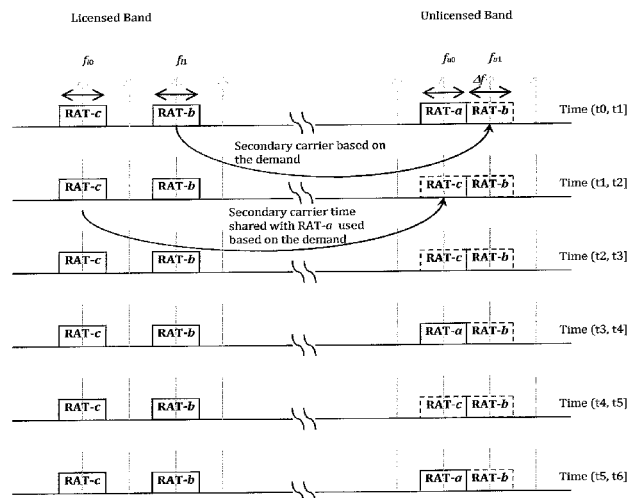 Licensed Band Unlicensed Band
fl0 fl1 fu0 fu1
Δf
RAT-c RAT-b RAT-a RAT-b Time (t0, t1)
Secondary carrier based on
the demand
RAT-c RAT-b RAT-c RAT-b Time (t1, t2)
Secondary carrier time
shared with RAT-a used
based on the demand
RAT-c RAT-b RAT-c RAT-b Time (t2, t3)
RAT-c RAT-b RAT-a RAT-b Time (t3, t4)
RAT-c RAT-b RAT-c RAT-b Time (t4, t5)
RAT-c RAT-b RAT-a RAT-b Time (t5, t6)